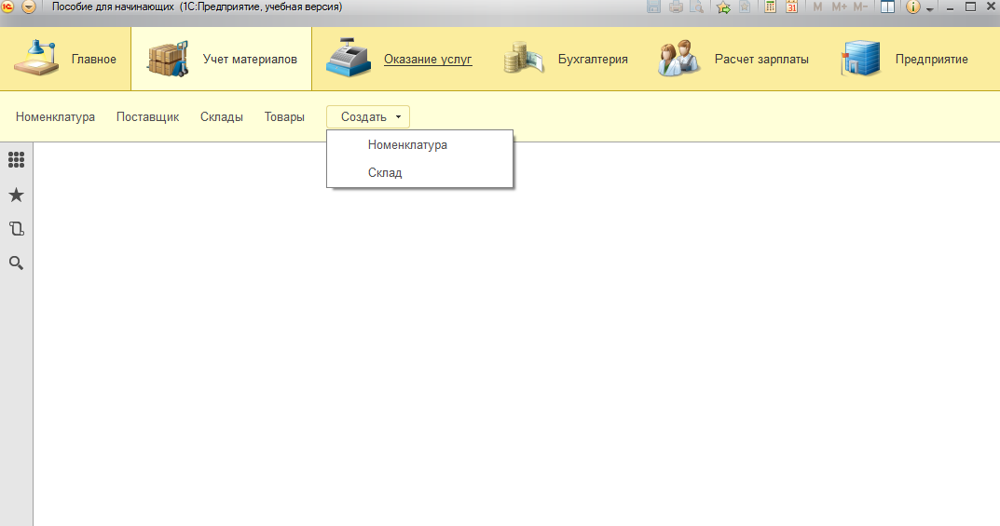 Пособие для начинающих (1С:Предприятие, учебная версия)
M M+ M-
31
Главное
Учет материалов
Оказание услуг
Бухгалтерия
Расчет зарплаты
Предприятие
Номенклатура
Поставщик
Склады
Товары
Создать
Номенклатура
Склад